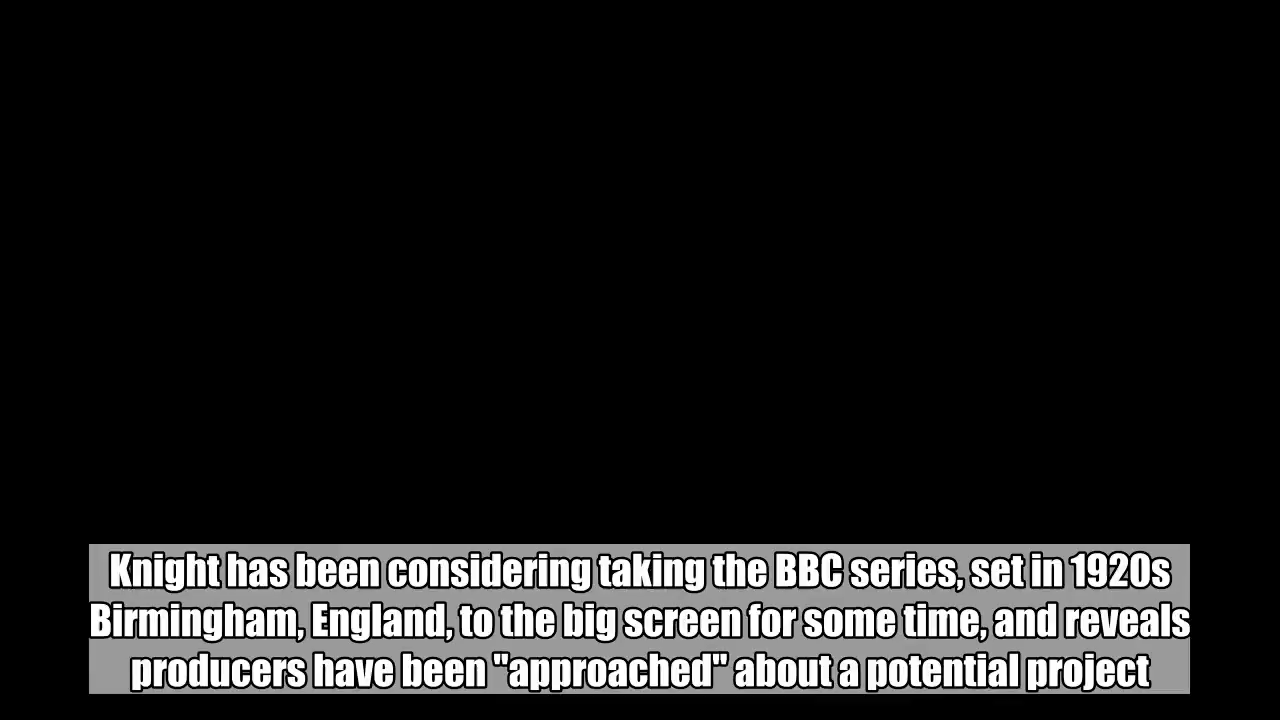 Knight has been considering taking the BBC series, set in 1920s
Birmingham, England, to the big screen for some time, and reveals
producers have been "approached" about a potential project